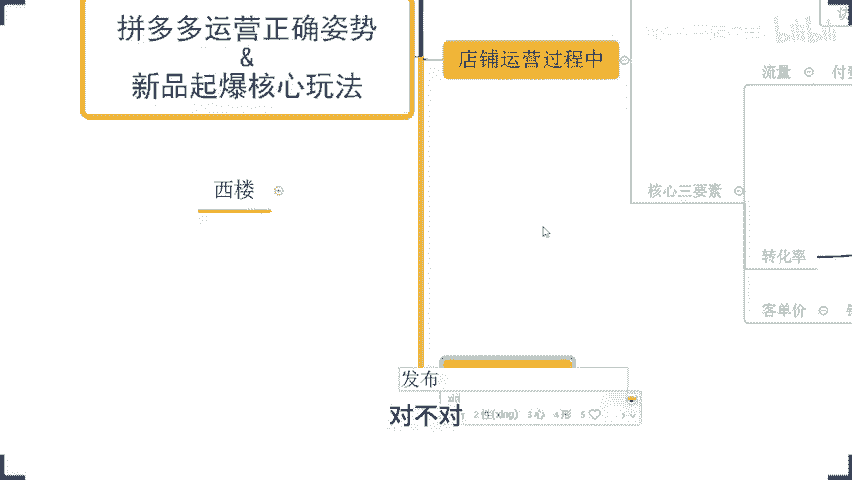 拼多多运营正确姿势
&
新品起爆核心玩法
西楼
店铺运营过程中
流量
核心三要素
转化率
客单价
发布
xin
2性(xìng) 3心 4形 5♡
对不对
bilibili